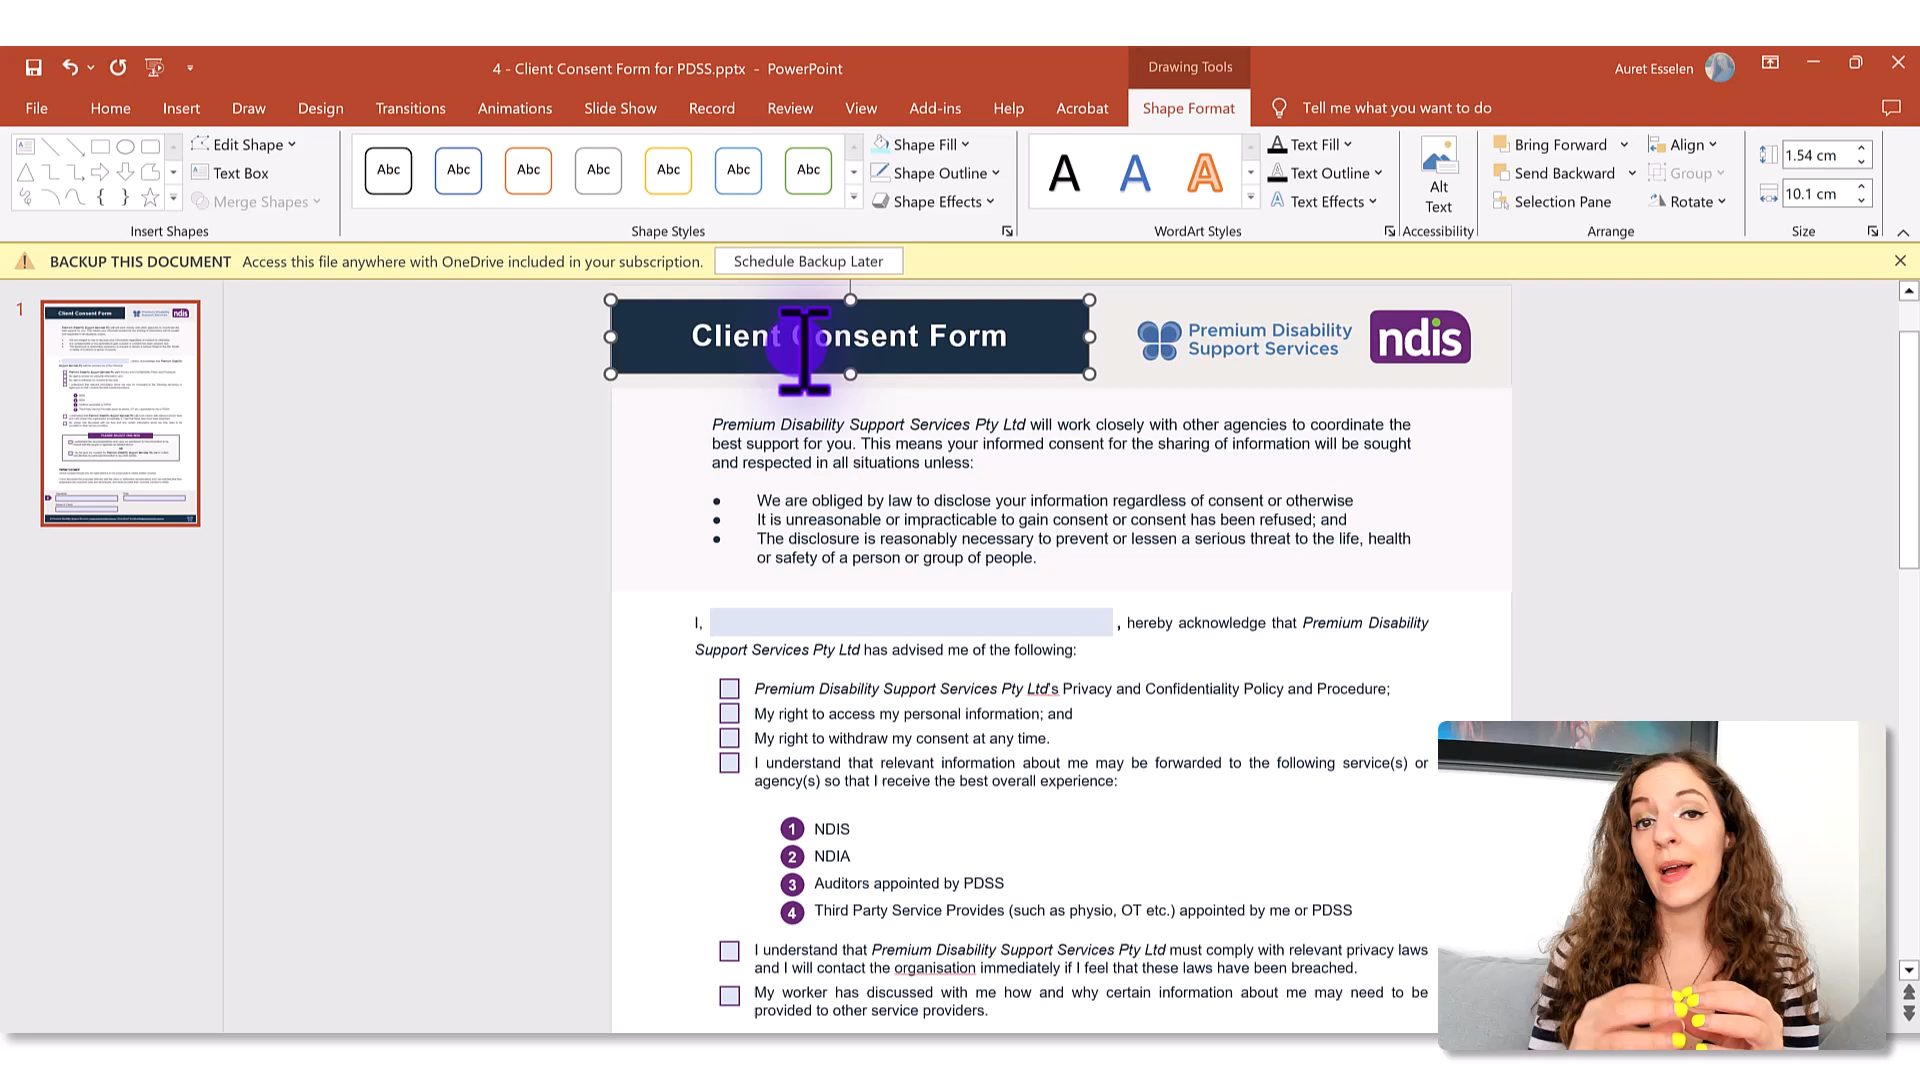 4 - Client Consent Form for PDSS.pptx - PowerPoint
Drawing Tools
Auret Esselen
File Home Insert Draw Design Transitions Animations Slide Show Record Review View Add-ins Help Acrobat Shape Format Tell me what you want to do
Edit Shape
Text Box
Merge Shapes
Insert Shapes
Abc Abc Abc Abc Abc Abc Abc
Shape Fill
Shape Outline
Shape Effects
Shape Styles
A A A
Text Fill
Text Outline
Text Effects
WordArt Styles
Alt
Text
Accessibility
Bring Forward
Send Backward
Selection Pane
Align
Group
Rotate
Arrange
1.54 cm
10.1 cm
Size
BACKUP THIS DOCUMENT Access this file anywhere with OneDrive included in your subscription. Schedule Backup Later
1
Client Consent Form
Premium Disability
Support Services
ndis
Premium Disability Support Services Pty Ltd will work closely with other agencies to coordinate the
best support for you. This means your informed consent for the sharing of information will be sought
and respected in all situations unless:
• We are obliged by law to disclose your information regardless of consent or otherwise
• It is unreasonable or impracticable to gain consent or consent has been refused; and
• The disclosure is reasonably necessary to prevent or lessen a serious threat to the life, health
or safety of a person or group of people.
I, , hereby acknowledge that Premium Disability
Support Services Pty Ltd has advised me of the following:
Premium Disability Support Services Pty Ltd's Privacy and Confidentiality Policy and Procedure;
My right to access my personal information; and
My right to withdraw my consent at any time.
I understand that relevant information about me may be forwarded to the following service(s) or
agency(s) so that I receive the best overall experience:
1 NDIS
2 NDIA
3 Auditors appointed by PDSS
4 Third Party Service Provides (such as physio, OT etc.) appointed by me or PDSS
I understand that Premium Disability Support Services Pty Ltd must comply with relevant privacy laws
and I will contact the organisation immediately if I feel that these laws have been breached.
My worker has discussed with me how and why certain information about me may need to be
provided to other service providers.